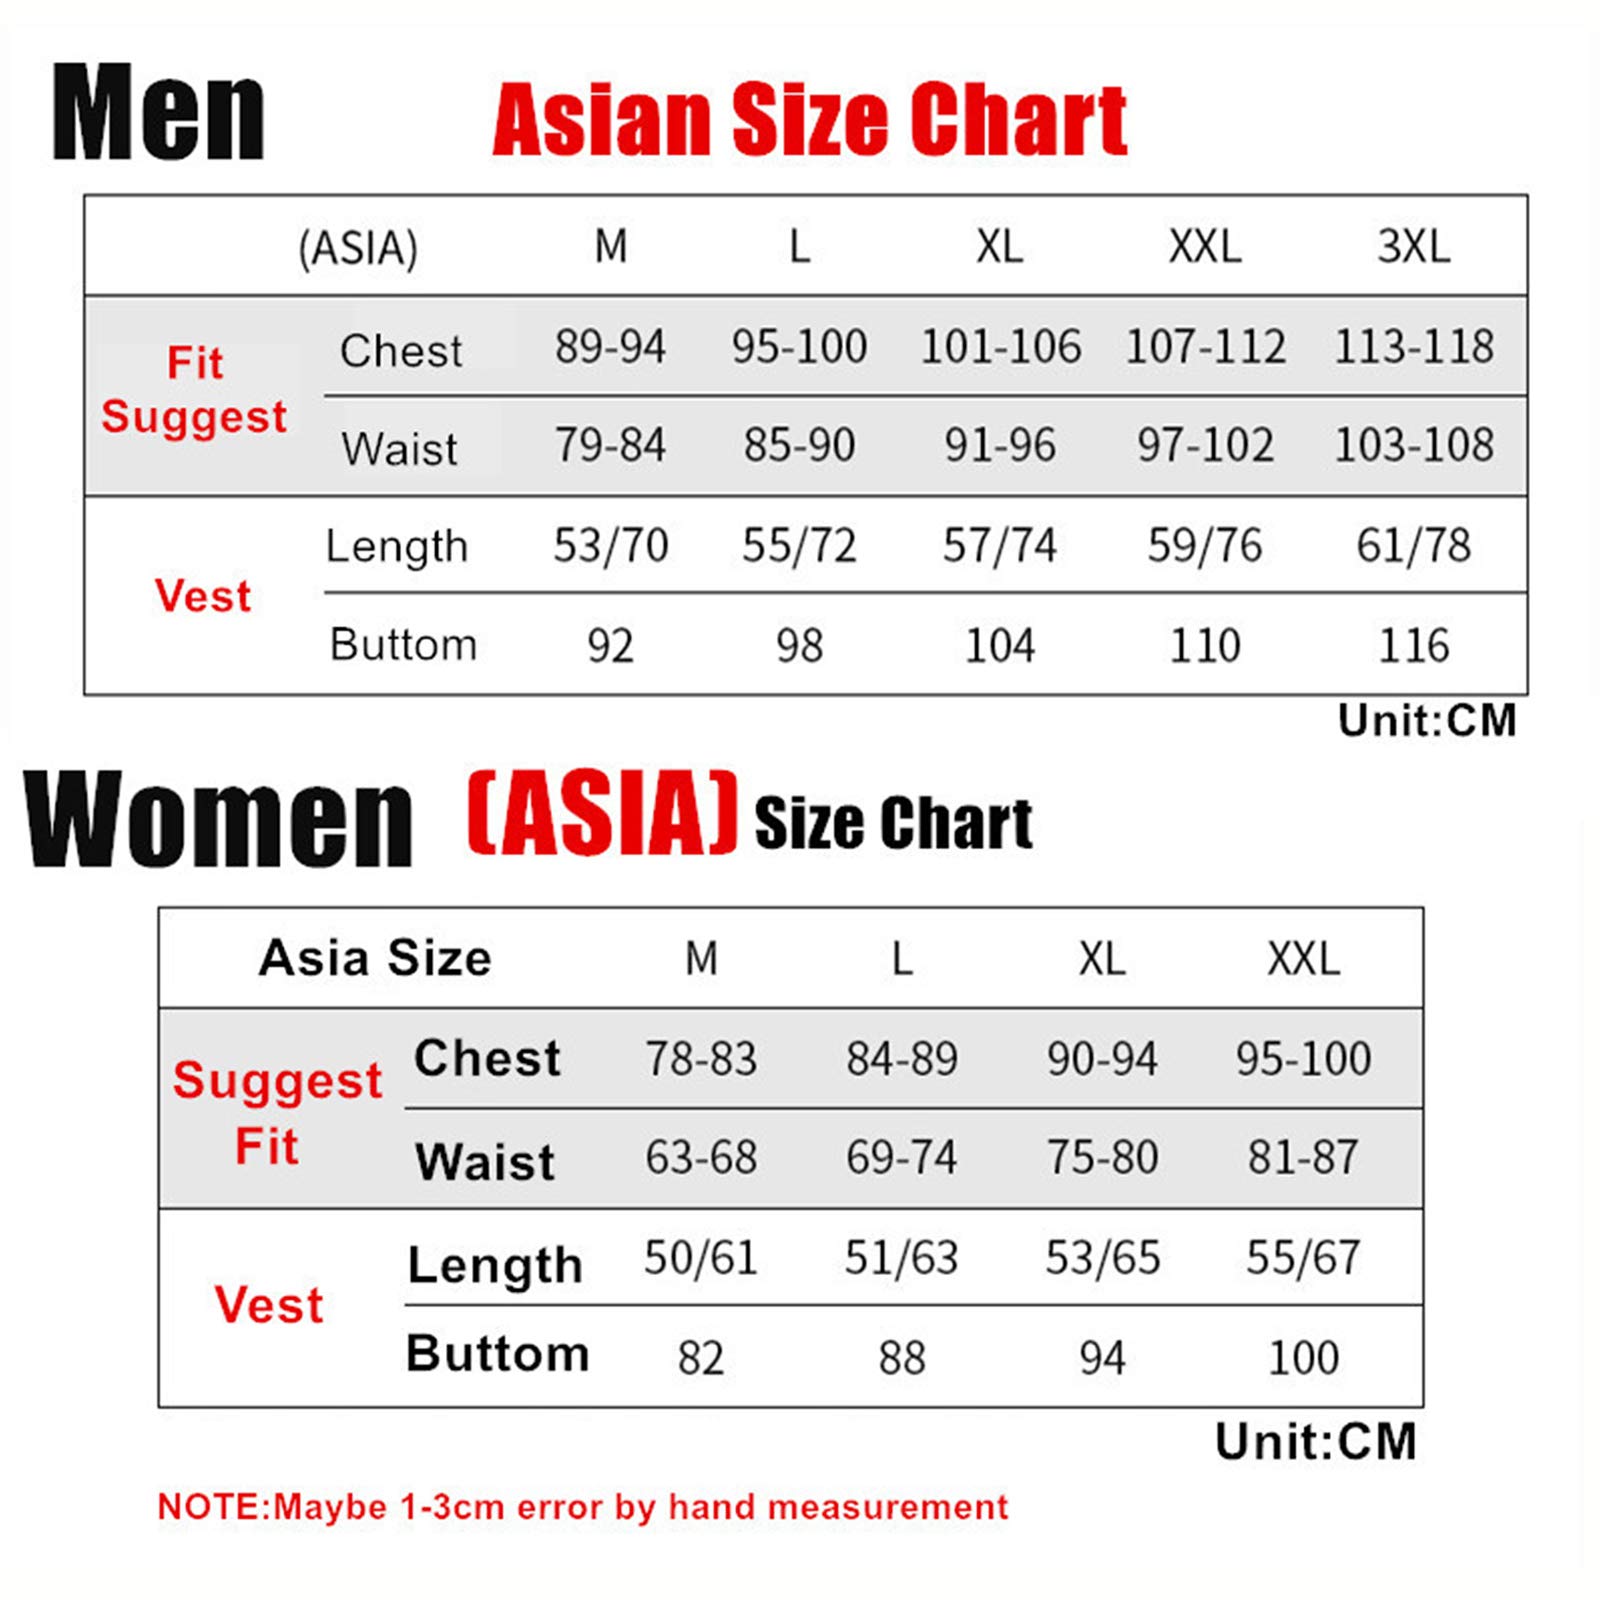 Men Asian Size Chart
(ASIA) M L XL XXL 3XL
Fit Suggest Chest 89-94 95-100 101-106 107-112 113-118
Waist 79-84 85-90 91-96 97-102 103-108
Vest Length 53/70 55/72 57/74 59/76 61/78
Buttom 92 98 104 110 116
Unit:CM
Women (ASIA) Size Chart
Asia Size M L XL XXL
Suggest Fit Chest 78-83 84-89 90-94 95-100
Waist 63-68 69-74 75-80 81-87
Vest Length 50/61 51/63 53/65 55/67
Buttom 82 88 94 100
Unit:CM
NOTE:Maybe 1-3cm error by hand measurement